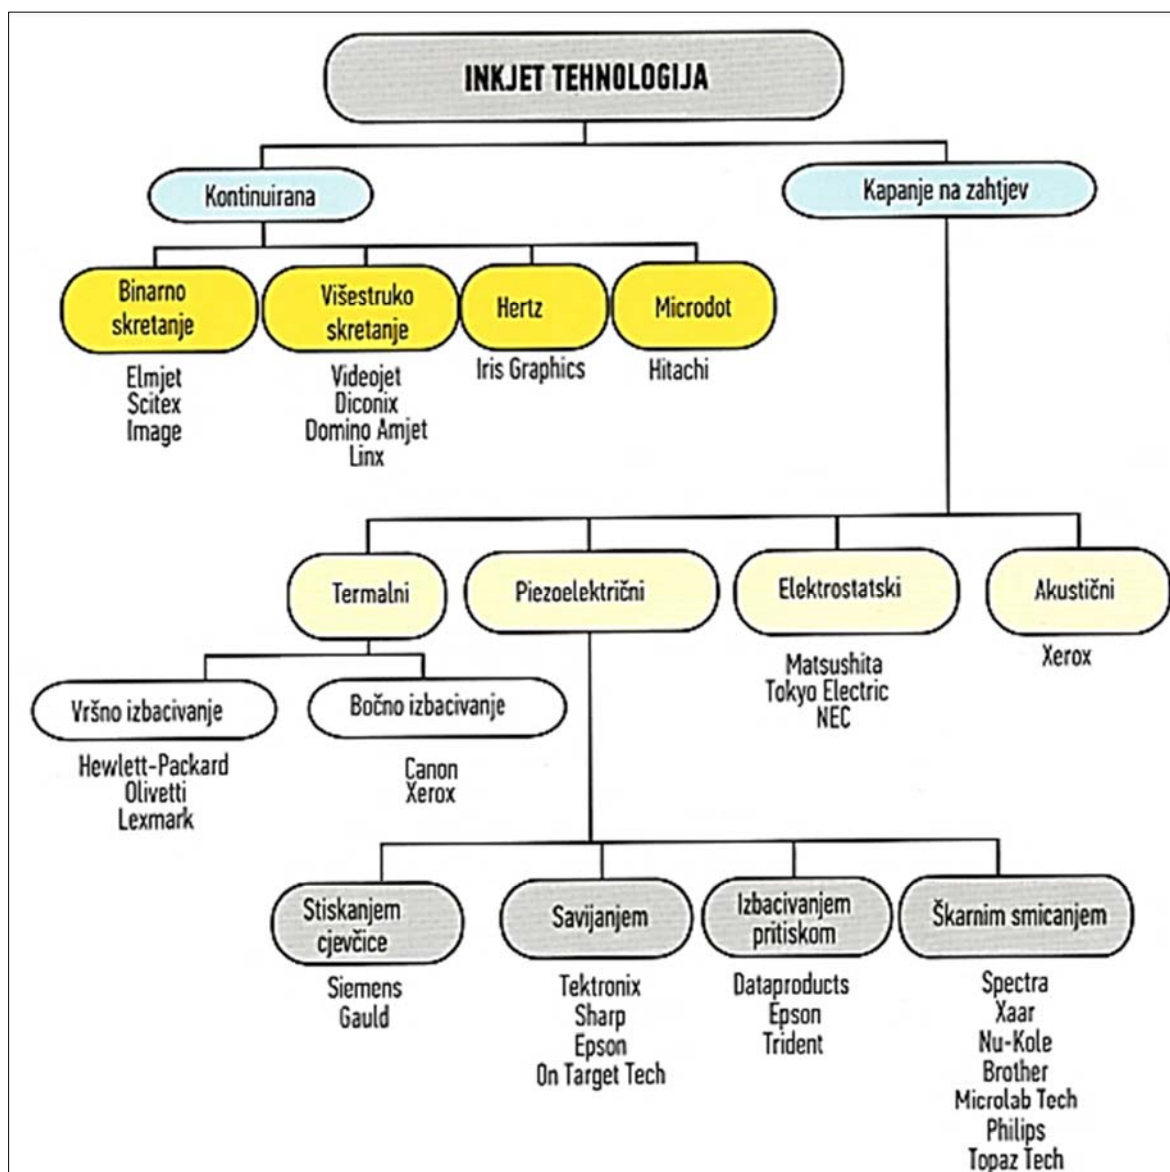 INKJET TEHNOLOGIJA
Kontinuirana
Kapanje na zahtjev
Binarno
skretanje
Višestruko
skretanje
Hertz
Microdot
Elmjet
Scitex
Image
Videojet
Diconix
Domino Amjet
Linx
Iris Graphics
Hitachi
Termalni
Piezoelektrični
Elektrostatski
Akustični
Matsushita
Tokyo Electric
NEC
Xerox
Vršno izbacivanje
Bočno izbacivanje
Hewlett-Packard
Olivetti
Lexmark
Canon
Xerox
Stiskanjem
cjevčice
Savijanjem
Izbacivanjem
pritiskom
Škarnim smicanjem
Siemens
Gauld
Tektronix
Sharp
Epson
On Target Tech
Dataproducts
Epson
Trident
Spectra
Xaar
Nu-Kole
Brother
Microlab Tech
Philips
Topaz Tech